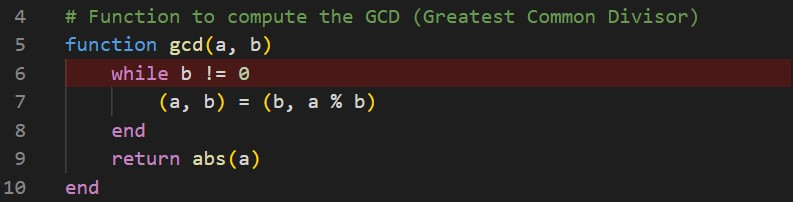 4 # Function to compute the GCD (Greatest Common Divisor)
5 function gcd(a, b)
6     while b != 0
7         (a, b) = (b, a % b)
8     end
9     return abs(a)
10 end